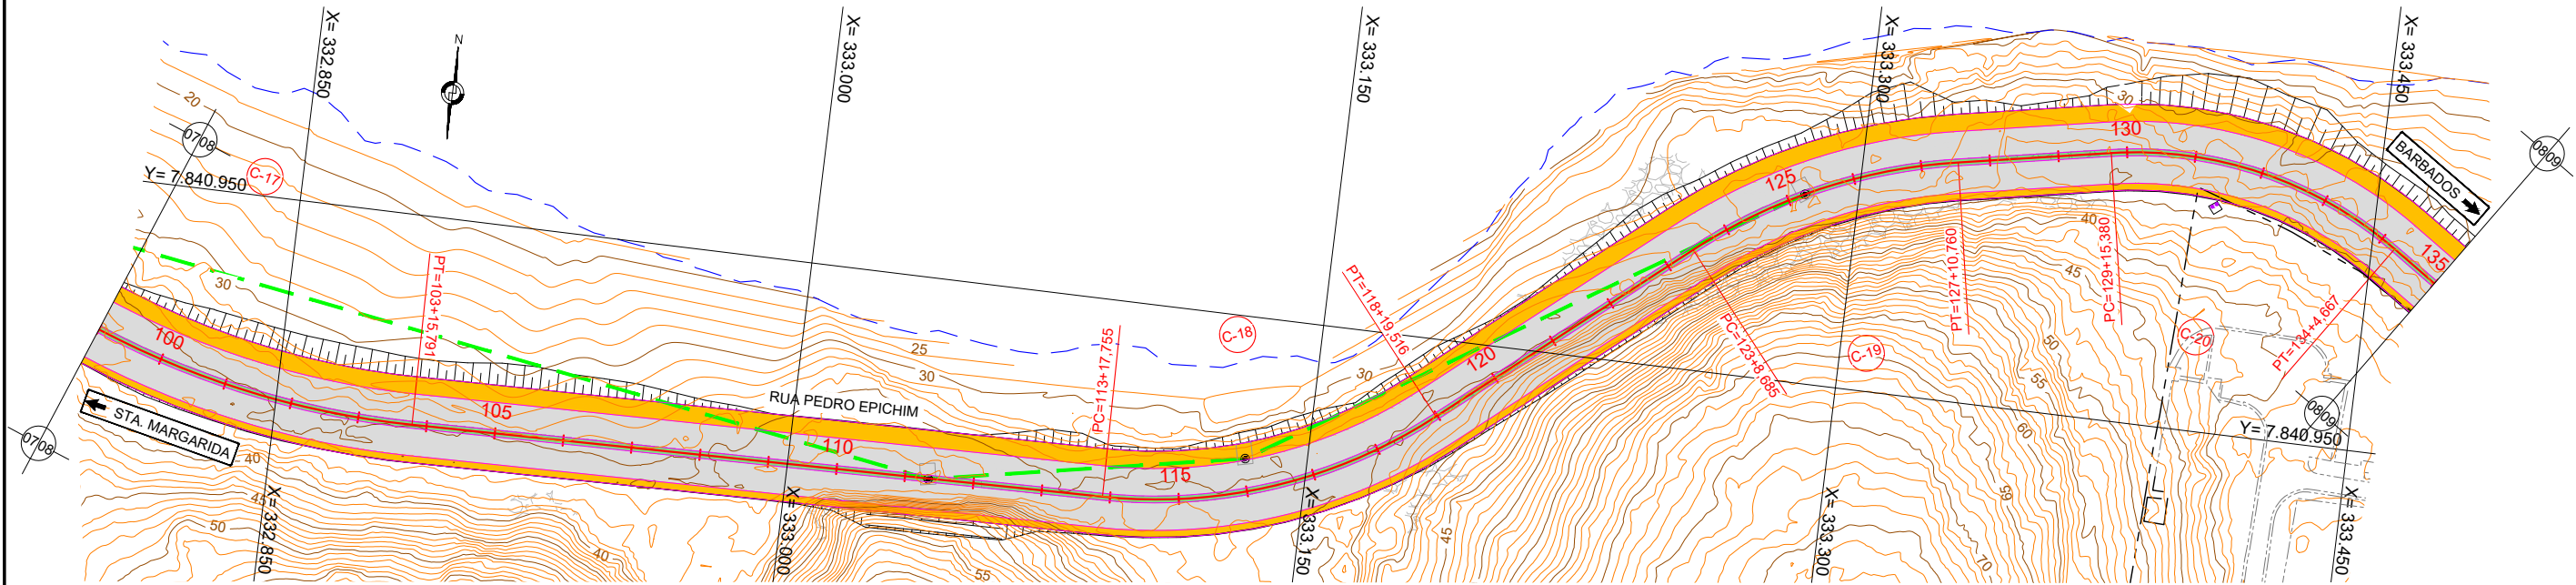 X= 332.850
X= 333.000
X= 333.150
X= 333.800
X= 333.450
N
20
0708
C-17
Y= 7.840.950
30
PT=103+15,791
100
STA. MARGARIDA
0708
40
45
50
X= 332.850
105
RUA PEDRO EPICHIM
110
25
30
40
55
X= 333.000
PC=113+17,755
115
C-18
30
PT=118+19,516
120
X= 333.150
45
PC=123+8,685
125
C-19
X= 333.300
PT=127+10.760
PC=129+15,380
130
30
40
45
50
55
60
65
70
C-20
PT=134+4,667
135
BARBADOS
0809
0809
Y= 7.840.950
X= 333.450